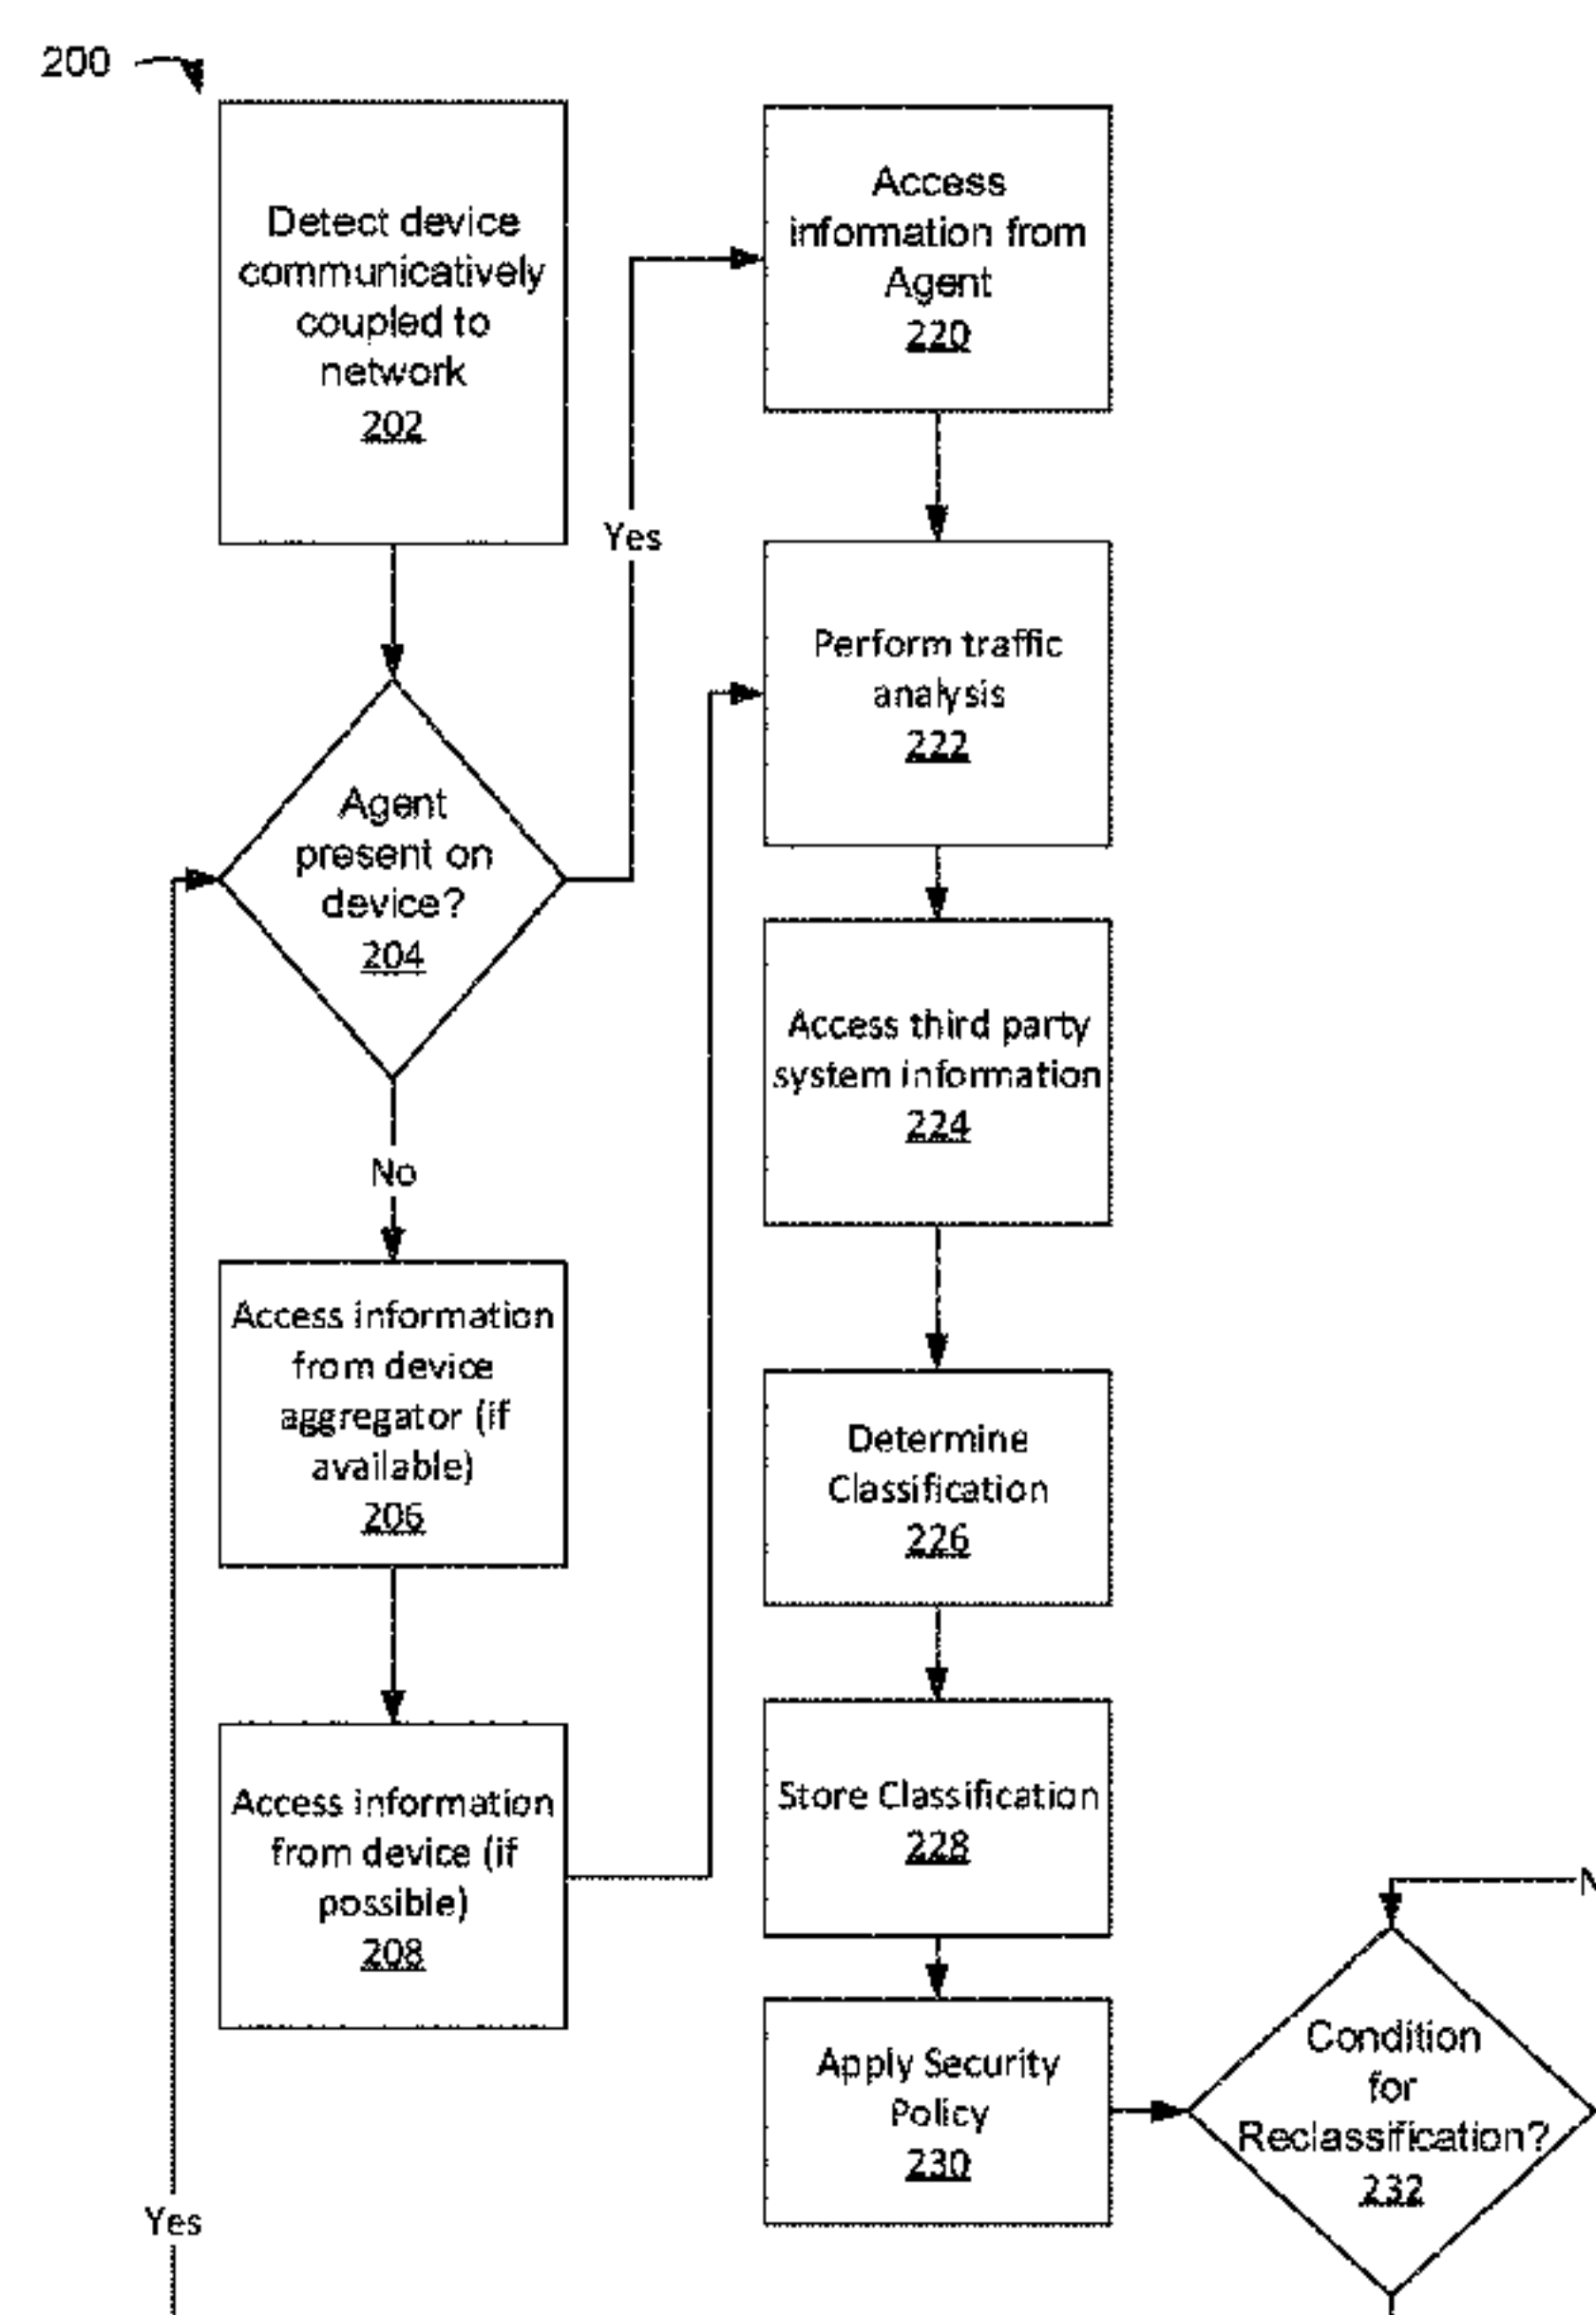 200
Detect device
communicatively
coupled to
network
202
Agent
present on
device?
204
Yes
No
Access information
from device
aggregator (if
available)
206
Access information
from device (if
possible)
208
Yes
Access
information from
Agent
220
Perform traffic
analysis
222
Access third party
system information
224
Determine
Classification
226
Store Classification
228
Apply Security
Policy
230
Condition
for
Reclassification?
232